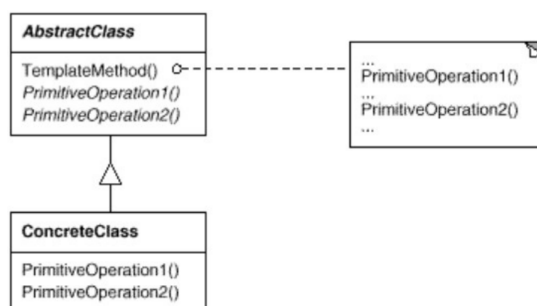 AbstractClass
TemplateMethod()
PrimitiveOperation1()
PrimitiveOperation2()
...
PrimitiveOperation1()
...
PrimitiveOperation2()
...
ConcreteClass
PrimitiveOperation1()
PrimitiveOperation2()